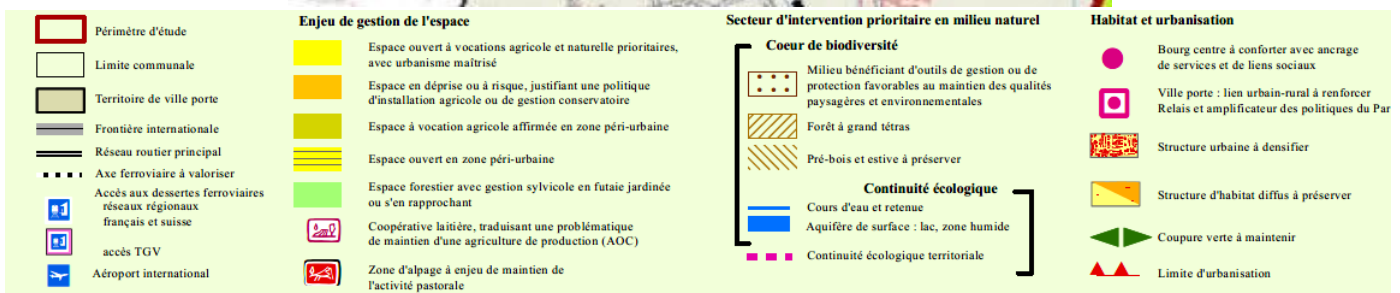 Périmètre d'étude
Limite communale
Territoire de ville porte
Frontière internationale
Réseau routier principal
Axe ferroviaire à valoriser
Accès aux dessertes ferroviaires
réseaux régionaux
français et suisse
accès TGV
Aéroport international
Enjeu de gestion de l'espace
Espace ouvert à vocations agricole et naturelle prioritaires,
avec urbanisme maîtrisé
Espace en déprise ou à risque, justifiant une politique
d'installation agricole ou de gestion conservatoire
Espace à vocation agricole affirmée en zone péri-urbaine
Espace ouvert en zone péri-urbaine
Espace forestier avec gestion sylvicole en futaie jardinée
ou s'en rapprochant
Coopérative laitière, traduisant une problématique
de maintien d'une agriculture de production (AOC)
Zone d'alpage à enjeu de maintien de
l'activité pastorale
Secteur d'intervention prioritaire en milieu naturel
Coeur de biodiversité
Milieu bénéficiant d'outils de gestion ou de
protection favorables au maintien des qualités
paysagères et environnementales
Forêt à grand tétras
Pré-bois et estive à préserver
Continuité écologique
Cours d'eau et retenue
Aquifère de surface : lac, zone humide
Continuité écologique territoriale
Habitat et urbanisation
Bourg centre à conforter avec ancrage
de services et de liens sociaux
Ville porte : lien urbain-rural à renforcer
Relais et amplificateur des politiques du Par
Structure urbaine à densifier
Structure d'habitat diffus à préserver
Coupure verte à maintenir
Limite d'urbanisation